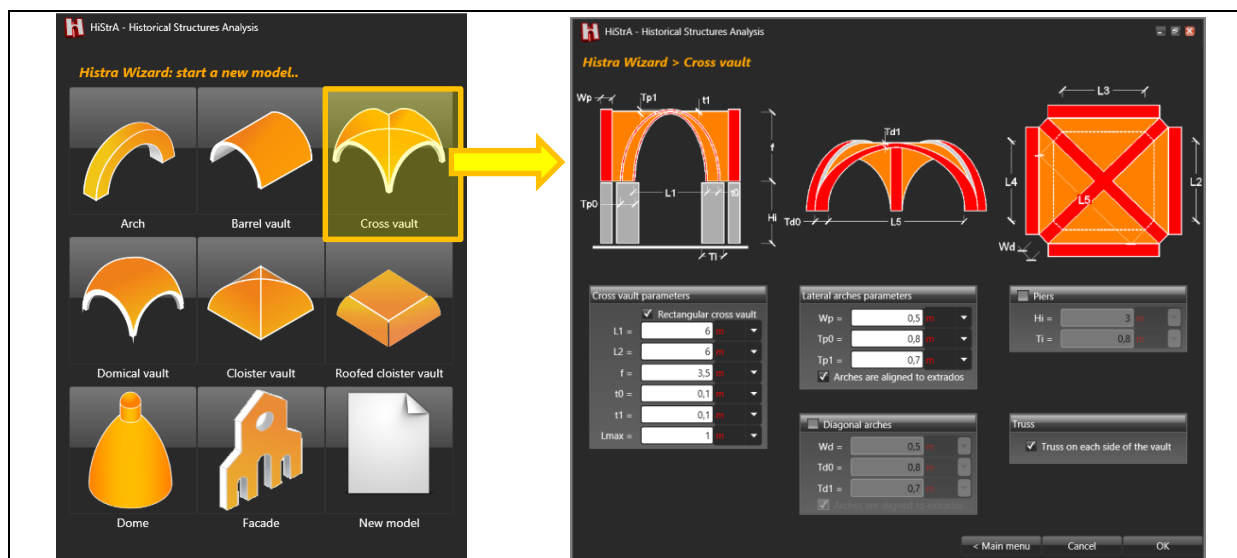 HiStrA - Historical Structures Analysis
Histra Wizard: start a new model..
Arch
Barrel vault
Cross vault
Domical vault
Cloister vault
Roofed cloister vault
Dome
Facade
New model
HiStrA - Historical Structures Analysis
Histra Wizard > Cross vault
Wp
Tp1
t1
f
L1
t0
Tp0
Hi
Ti
Td1
Td0
L5
L3
L4
L2
L5
Wd
Cross vault parameters
Rectangular cross vault
L1 = 6 m
L2 = 6 m
f = 3,5 m
t0 = 0,1 m
t1 = 0,1 m
Lmax = 1 m
Lateral arches parameters
Wp = 0,5 m
Tp0 = 0,8 m
Tp1 = 0,7 m
Arches are aligned to extrados
Diagonal arches
Wd = 0,5 m
Td0 = 0,8 m
Td1 = 0,7 m
Arches are aligned to extrados
Piers
Hi = 3 m
Ti = 0,8 m
Truss
Truss on each side of the vault
< Main menu
Cancel
OK